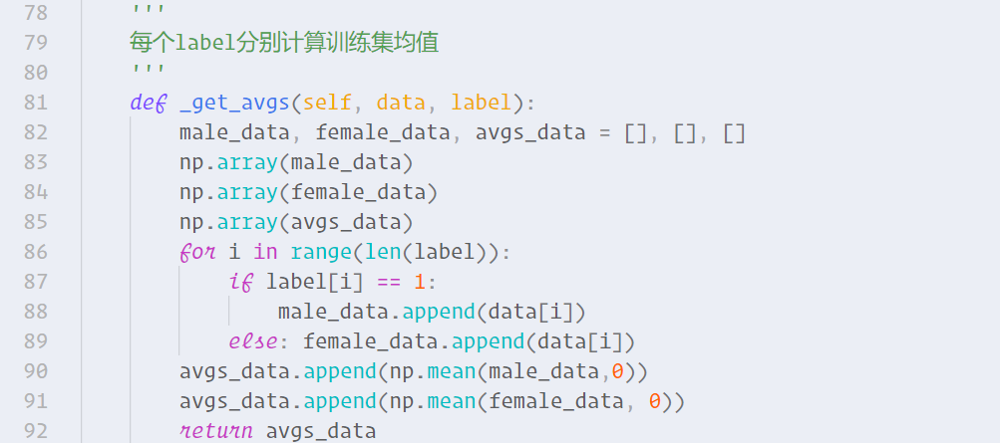 78 '''
79 每个label分别计算训练集均值
80 '''
81 def _get_avgs(self, data, label):
82 male_data, female_data, avgs_data = [], [], []
83 np.array(male_data)
84 np.array(female_data)
85 np.array(avgs_data)
86 for i in range(len(label)):
87 if label[i] == 1:
88 male_data.append(data[i])
89 else: female_data.append(data[i])
90 avgs_data.append(np.mean(male_data,0))
91 avgs_data.append(np.mean(female_data, 0))
92 return avgs_data